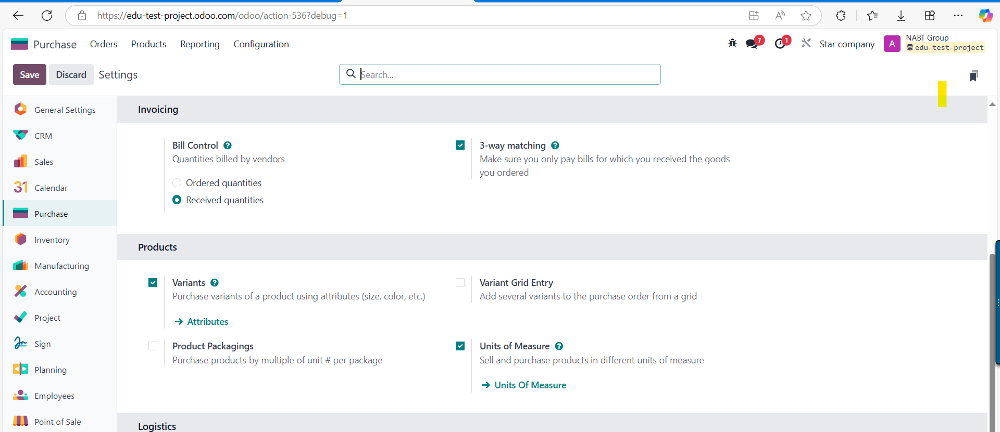 https://edu-test-project.odoo.com/odoo/action-536?debug=1
Purchase Orders Products Reporting Configuration 7 1 Star company A NABT Group
edu-test-project
Save Discard Settings Search...
General Settings
CRM
Sales
31 Calendar
Purchase
Inventory
Manufacturing
Accounting
Project
Sign
Planning
Employees
Point of Sale
Invoicing
Bill Control ?
Quantities billed by vendors
Ordered quantities
Received quantities
3-way matching ?
Make sure you only pay bills for which you received the goods
you ordered
Products
Variants ?
Purchase variants of a product using attributes (size, color, etc.)
→ Attributes
Variant Grid Entry
Add several variants to the purchase order from a grid
Product Packagings
Purchase products by multiple of unit # per package
Units of Measure ?
Sell and purchase products in different units of measure
→ Units Of Measure
Logistics